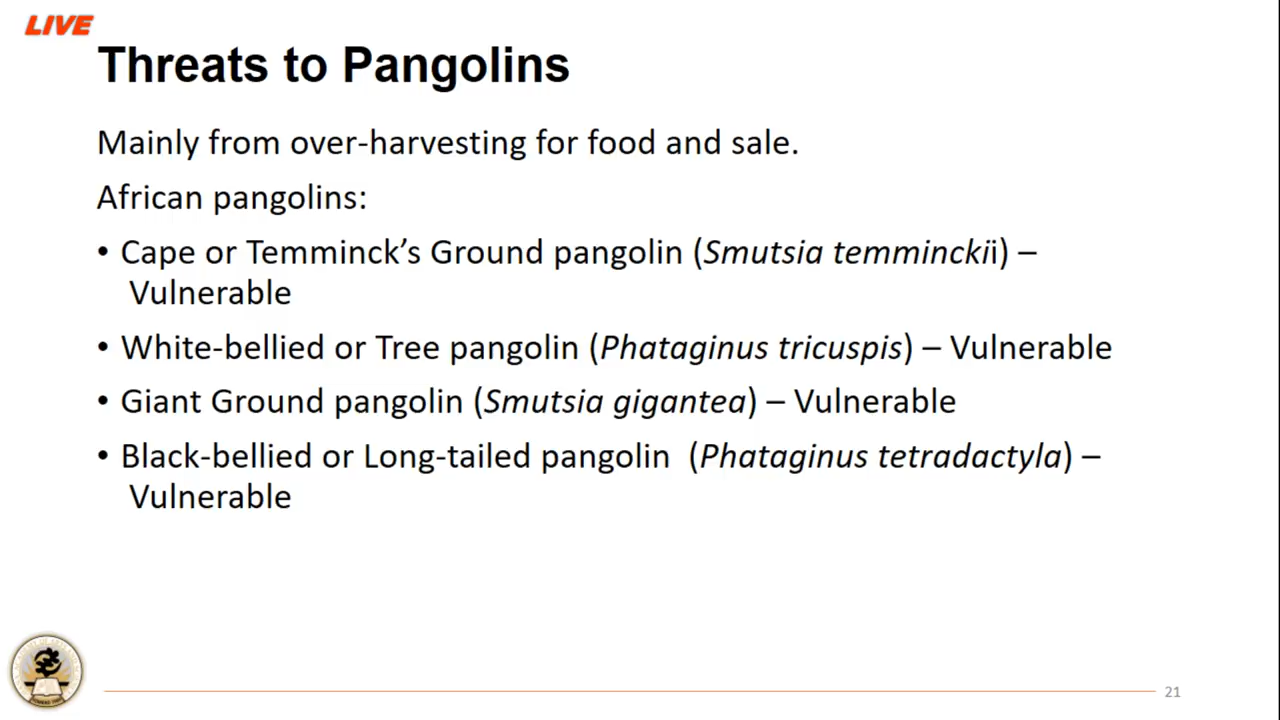 LIVE
Threats to Pangolins
Mainly from over-harvesting for food and sale.
African pangolins:
• Cape or Temminck’s Ground pangolin (Smutsia temminckii) –
Vulnerable
• White-bellied or Tree pangolin (Phataginus tricuspis) – Vulnerable
• Giant Ground pangolin (Smutsia gigantea) – Vulnerable
• Black-bellied or Long-tailed pangolin (Phataginus tetradactyla) –
Vulnerable
21